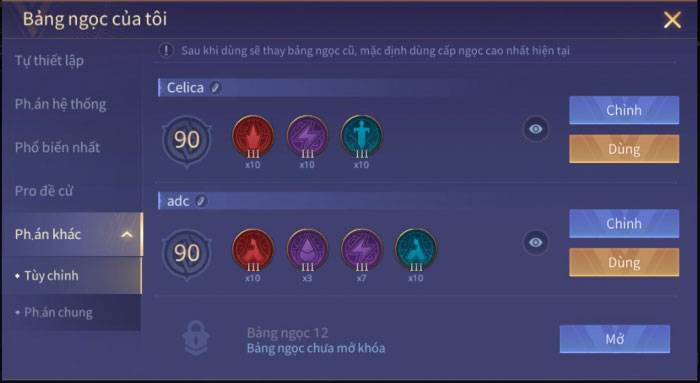 Bảng ngọc của tôi
Tự thiết lập
Ph.án hệ thống
Phổ biến nhất
Pro đề cử
Ph.án khác
Tùy chỉnh
Ph.án chung
Sau khi dùng sẽ thay bảng ngọc cũ, mặc định dùng cấp ngọc cao nhất hiện tại
Celica
90
III III III
x10 x10 x10
Chỉnh
Dùng
adc
90
III III III III
x10 x3 x7 x10
Chỉnh
Dùng
Bảng ngọc 12
Bảng ngọc chưa mở khóa
Mở